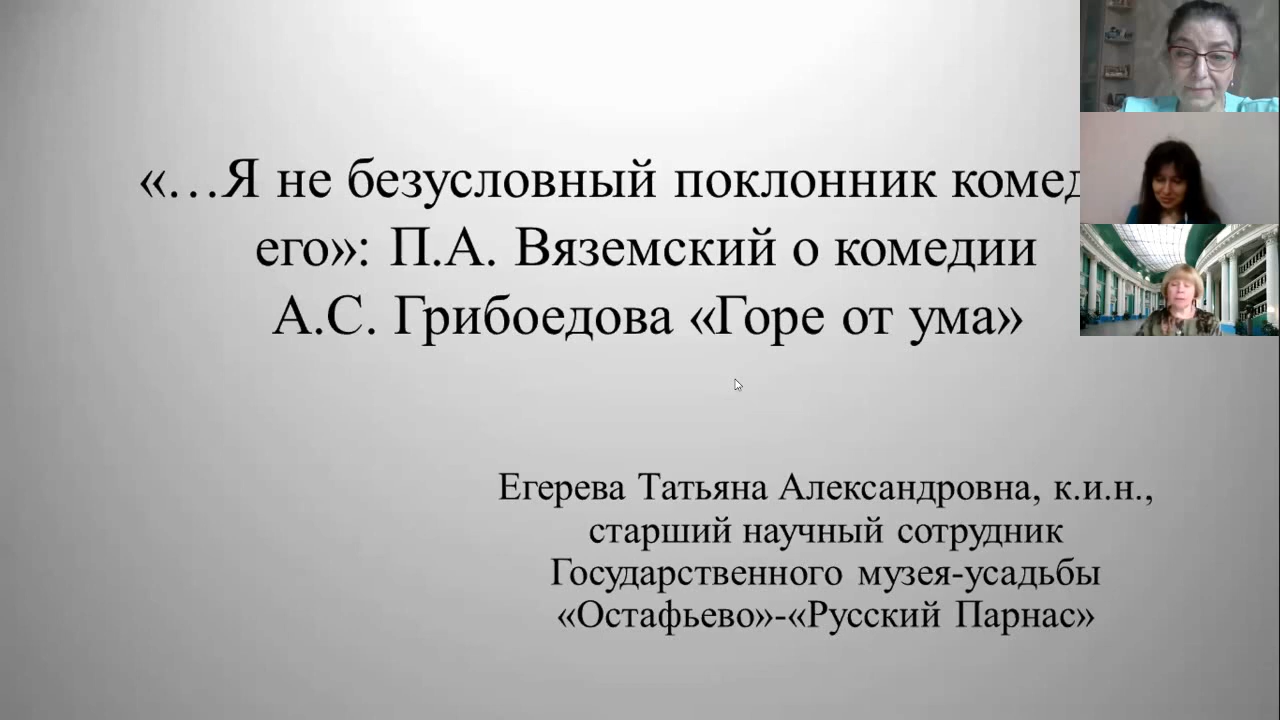 «…Я не безусловный поклонник комед
его»: П.А. Вяземский о комедии
А.С. Грибоедова «Горе от ума»
Егерева Татьяна Александровна, к.и.н.,
старший научный сотрудник
Государственного музея-усадьбы
«Остафьево»-«Русский Парнас»